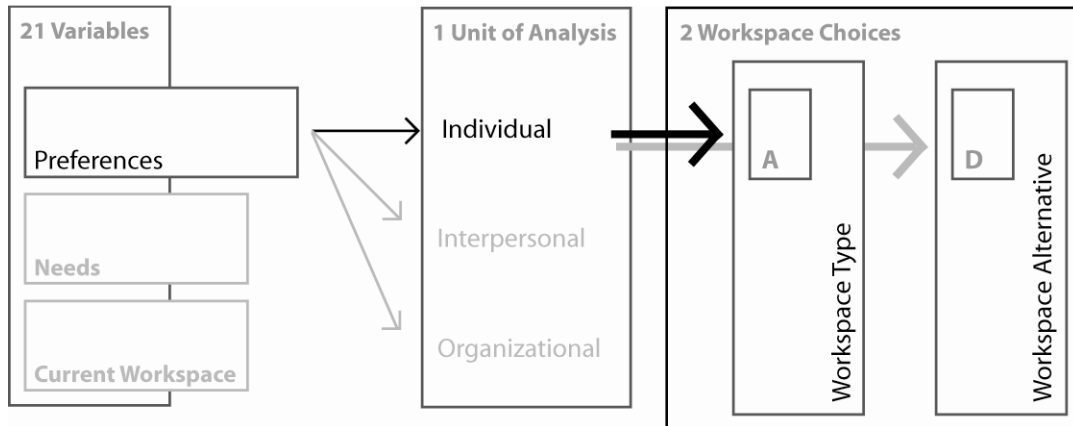 21 Variables
Preferences
Needs
Current Workspace
1 Unit of Analysis
Individual
Interpersonal
Organizational
2 Workspace Choices
A
Workspace Type
D
Workspace Alternative